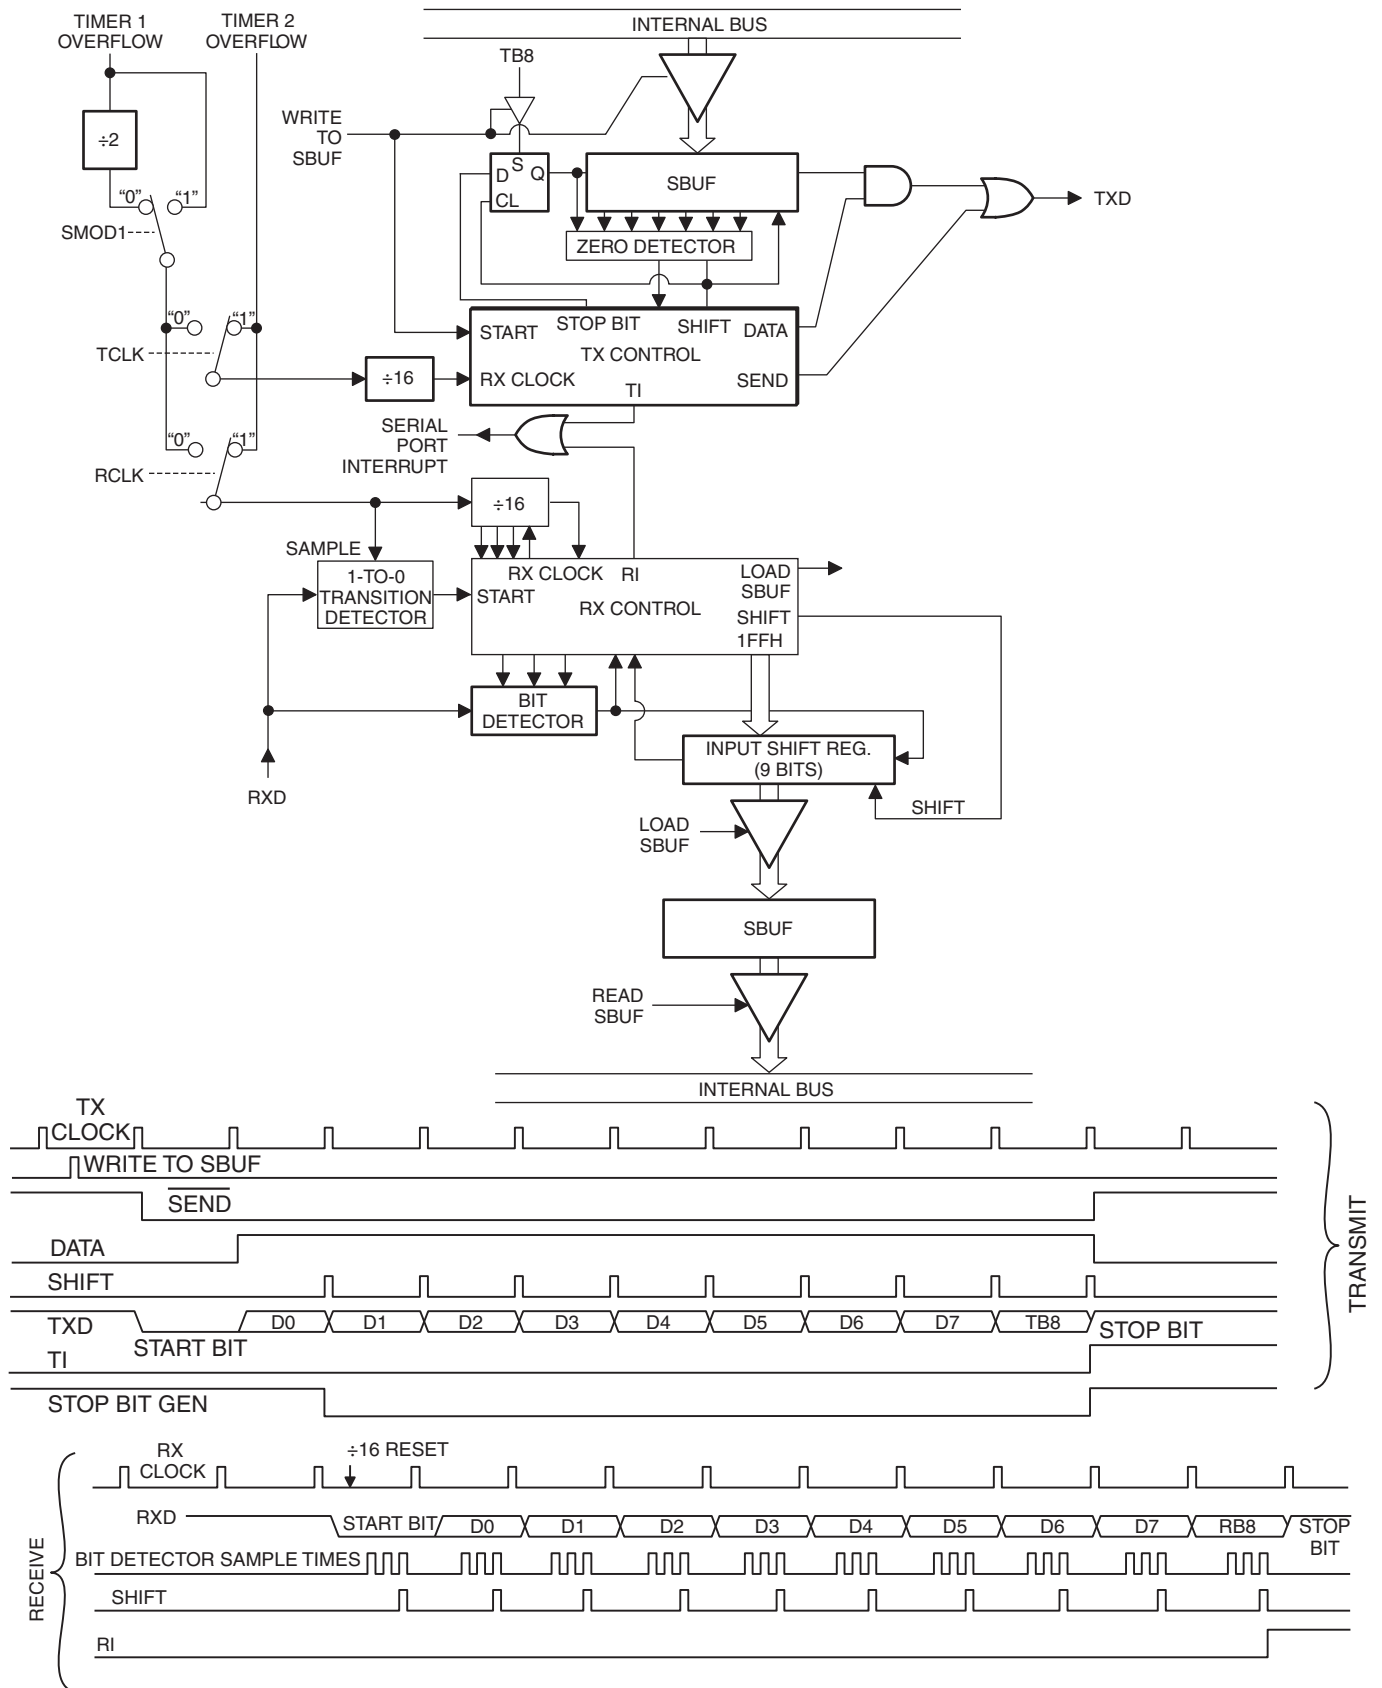 TIMER 1
OVERFLOW
TIMER 2
OVERFLOW
INTERNAL BUS
TB8
WRITE
TO
SBUF
÷2
D
S
Q
CL
SBUF
TXD
"0"
"1"
SMOD1
ZERO DETECTOR
"0"
"1"
TCLK
÷16
START
STOP BIT
SHIFT
DATA
TX CONTROL
RX CLOCK
TI
SEND
SERIAL
PORT
INTERRUPT
"0"
"1"
RCLK
÷16
SAMPLE
1-TO-0
TRANSITION
DETECTOR
RX CLOCK
RI
LOAD
SBUF
START
RX CONTROL
SHIFT
1FFH
BIT
DETECTOR
INPUT SHIFT REG.
(9 BITS)
RXD
SHIFT
LOAD
SBUF
SBUF
READ
SBUF
INTERNAL BUS
TX
CLOCK
WRITE TO SBUF
SEND
DATA
SHIFT
TXD
START BIT
D0
D1
D2
D3
D4
D5
D6
D7
TB8
STOP BIT
TI
STOP BIT GEN
TRANSMIT
RX
CLOCK
÷16 RESET
RXD
START BIT
D0
D1
D2
D3
D4
D5
D6
D7
RB8
STOP
BIT
BIT DETECTOR SAMPLE TIMES
SHIFT
RI
RECEIVE